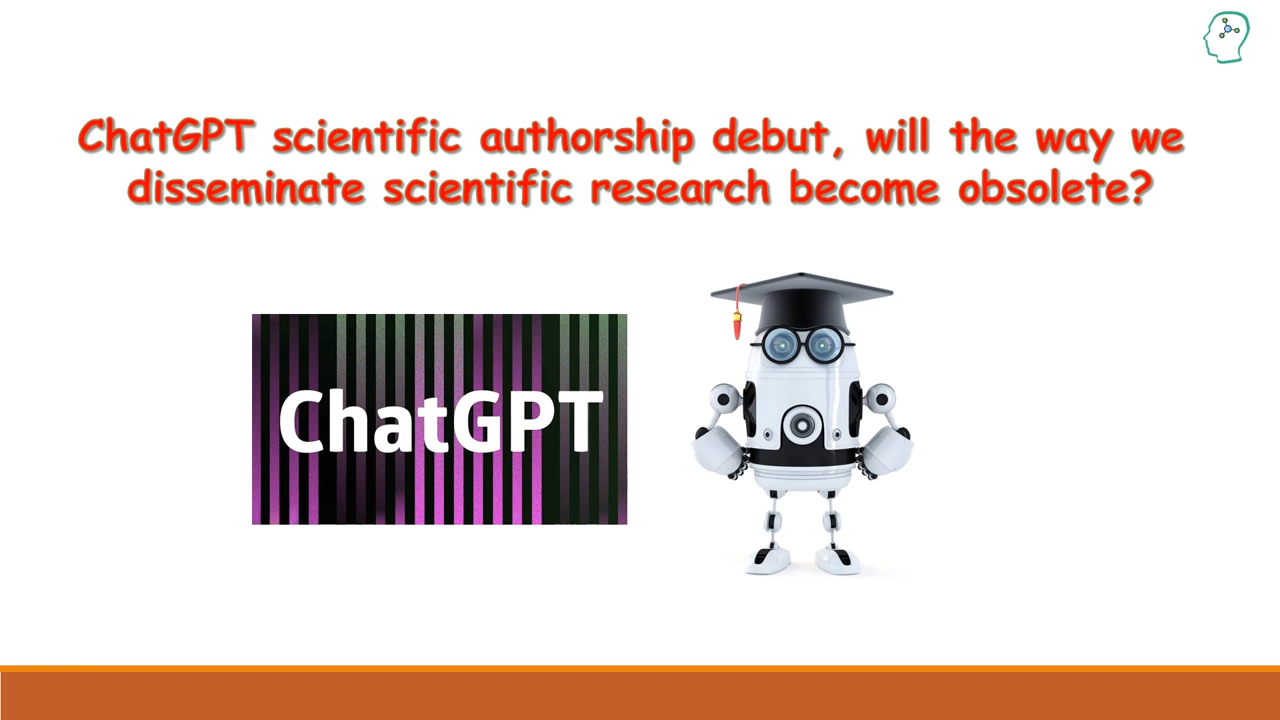 ChatGPT scientific authorship debut, will the way we
disseminate scientific research become obsolete?
ChatGPT